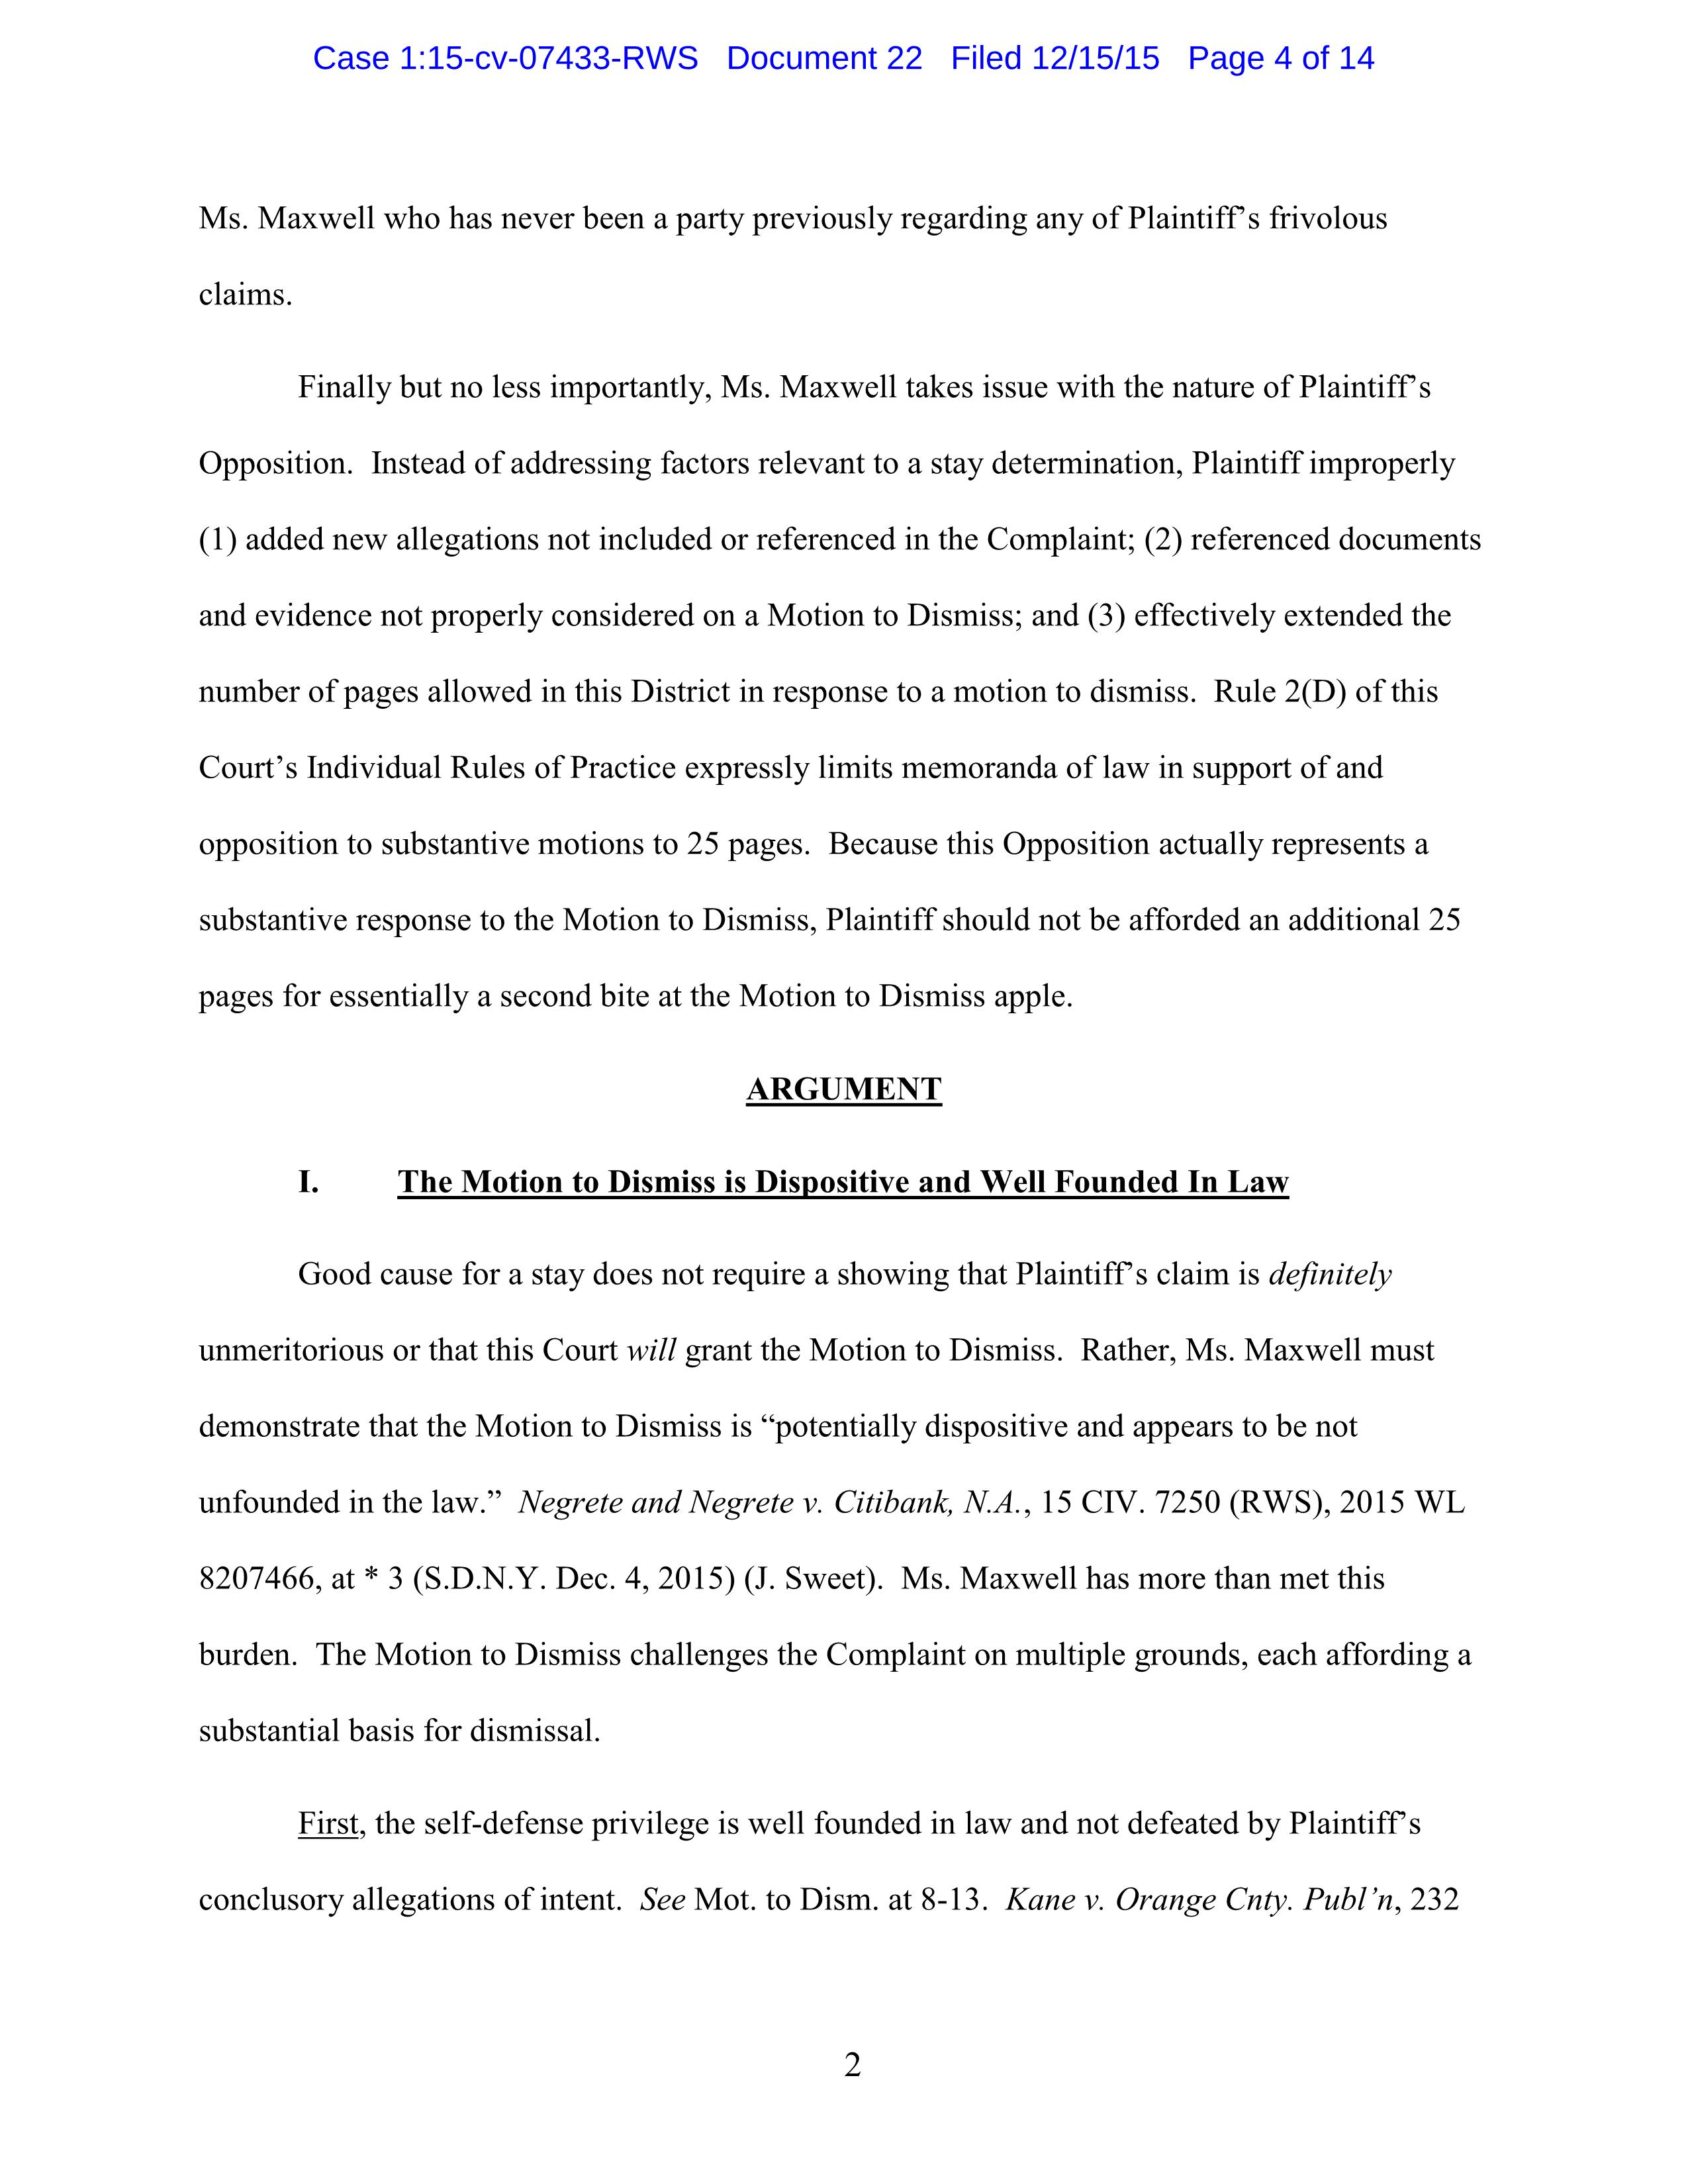 Case 1:15-cv-07433-RWS Document 22 Filed 12/15/15 Page 4 of 14
Ms. Maxwell who has never been a party previously regarding any of Plaintiff’s frivolous
claims.
Finally but no less importantly, Ms. Maxwell takes issue with the nature of Plaintiff’s
Opposition. Instead of addressing factors relevant to a stay determination, Plaintiff improperly
(1) added new allegations not included or referenced in the Complaint; (2) referenced documents
and evidence not properly considered on a Motion to Dismiss; and (3) effectively extended the
number of pages allowed in this District in response to a motion to dismiss. Rule 2(D) of this
Court’s Individual Rules of Practice expressly limits memoranda of law in support of and
opposition to substantive motions to 25 pages. Because this Opposition actually represents a
substantive response to the Motion to Dismiss, Plaintiff should not be afforded an additional 25
pages for essentially a second bite at the Motion to Dismiss apple.
ARGUMENT
I. The Motion to Dismiss is Dispositive and Well Founded In Law
Good cause for a stay does not require a showing that Plaintiff’s claim is definitely
unmeritorious or that this Court will grant the Motion to Dismiss. Rather, Ms. Maxwell must
demonstrate that the Motion to Dismiss is “potentially dispositive and appears to be not
unfounded in the law.” Negrete and Negrete v. Citibank, N.A., 15 CIV. 7250 (RWS), 2015 WL
8207466, at * 3 (S.D.N.Y. Dec. 4, 2015) (J. Sweet). Ms. Maxwell has more than met this
burden. The Motion to Dismiss challenges the Complaint on multiple grounds, each affording a
substantial basis for dismissal.
First, the self-defense privilege is well founded in law and not defeated by Plaintiff’s
conclusory allegations of intent. See Mot. to Dism. at 8-13. Kane v. Orange Cnty. Publ’n, 232
2